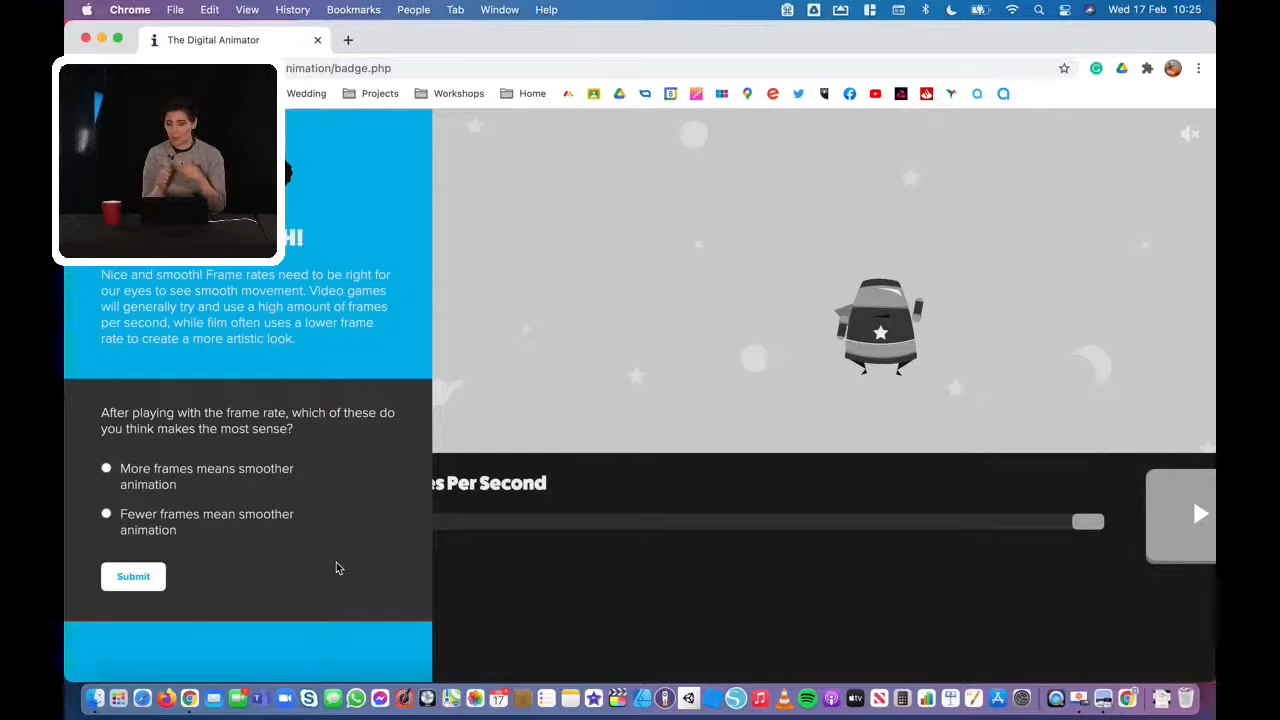 Chrome File Edit View History Bookmarks People Tab Window Help Wed 17 Feb 10:25
The Digital Animator
nimation/badge.php
Wedding Projects Workshops Home
H!
Nice and smooth! Frame rates need to be right for
our eyes to see smooth movement. Video games
will generally try and use a high amount of frames
per second, while film often uses a lower frame
rate to create a more artistic look.
After playing with the frame rate, which of these do
you think makes the most sense?
More frames means smoother
animation
Fewer frames mean smoother
animation
Submit
s Per Second